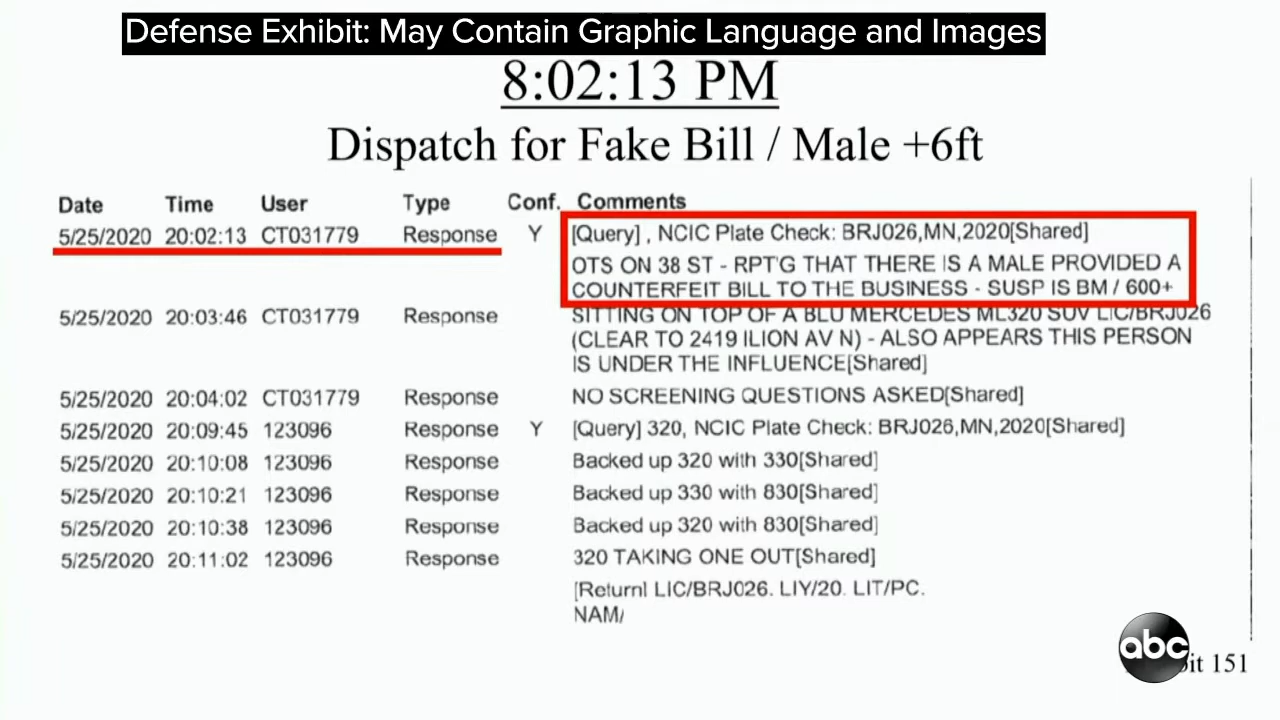 Defense Exhibit: May Contain Graphic Language and Images
8:02:13 PM
Dispatch for Fake Bill / Male +6ft
Date Time User Type Conf. Comments
5/25/2020 20:02:13 CT031779 Response Y [Query] , NCIC Plate Check: BRJ026,MN,2020[Shared]
OTS ON 38 ST - RPT'G THAT THERE IS A MALE PROVIDED A
COUNTERFEIT BILL TO THE BUSINESS - SUSP IS BM / 600+
5/25/2020 20:03:46 CT031779 Response SITTING ON TOP OF A BLU MERCEDES ML320 SUV LIC/BRJ026
(CLEAR TO 2419 ILION AV N) - ALSO APPEARS THIS PERSON
IS UNDER THE INFLUENCE[Shared]
5/25/2020 20:04:02 CT031779 Response NO SCREENING QUESTIONS ASKED[Shared]
5/25/2020 20:09:45 123096 Response Y [Query] 320, NCIC Plate Check: BRJ026,MN,2020[Shared]
5/25/2020 20:10:08 123096 Response Backed up 320 with 330[Shared]
5/25/2020 20:10:21 123096 Response Backed up 330 with 830[Shared]
5/25/2020 20:10:38 123096 Response Backed up 320 with 830[Shared]
5/25/2020 20:11:02 123096 Response 320 TAKING ONE OUT[Shared]
[Return] LIC/BRJ026. LIY/20. LIT/PC.
NAM/
abc
it 151